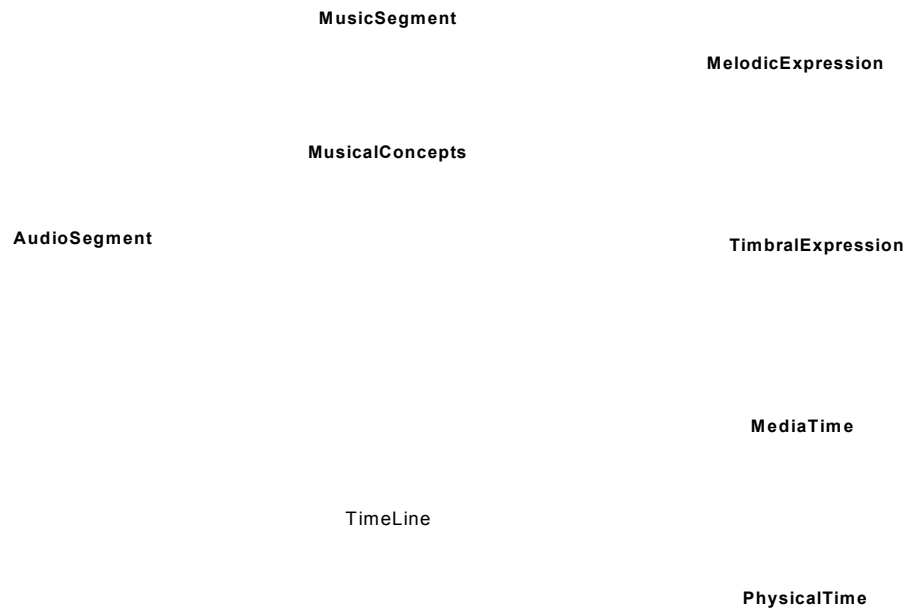 MusicSegment
MelodicExpression
MusicalConcepts
AudioSegment
TimbralExpression
MediaTime
TimeLine
PhysicalTime